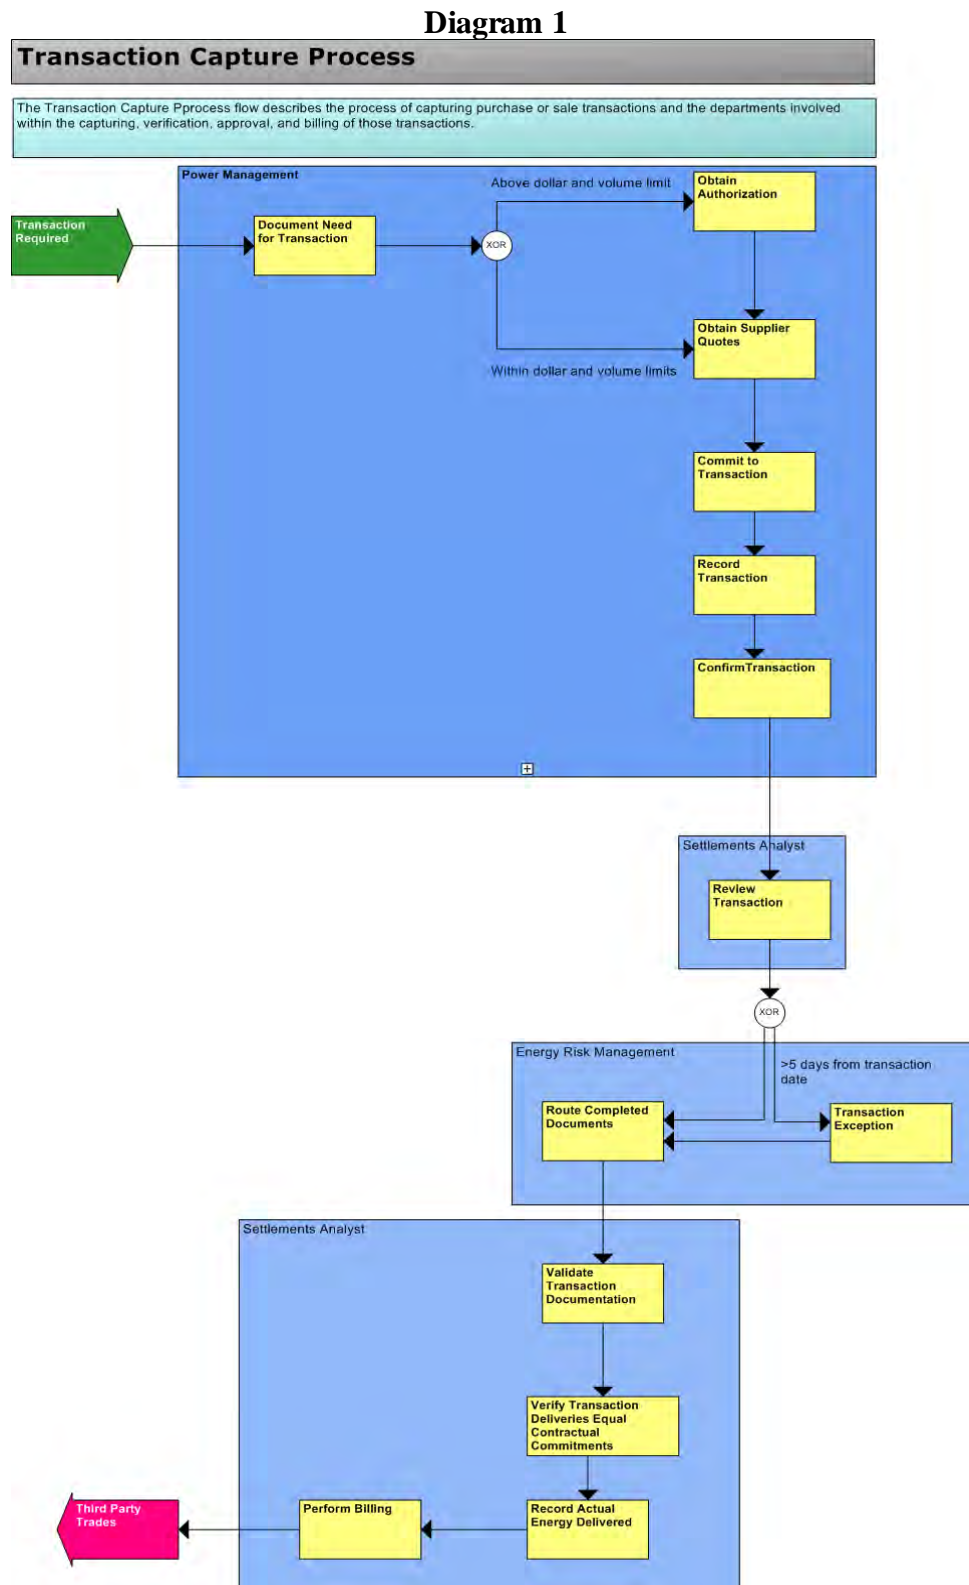 Diagram 1
Transaction Capture Process
The Transaction Capture Pprocess flow describes the process of capturing purchase or sale transactions and the departments involved
within the capturing, verification, approval, and billing of those transactions.
Power Management
Above dollar and volume limit
Obtain
Authorization
Transaction
Required
Document Need
for Transaction
XOR
Obtain Supplier
Quotes
Within dollar and volume limits
Commit to
Transaction
Record
Transaction
ConfirmTransaction
Settlements Analyst
Review
Transaction
XOR
Energy Risk Management
>5 days from transaction
date
Route Completed
Documents
Transaction
Exception
Settlements Analyst
Validate
Transaction
Documentation
Verify Transaction
Deliveries Equal
Contractual
Commitments
Third Party
Trades
Perform Billing
Record Actual
Energy Delivered